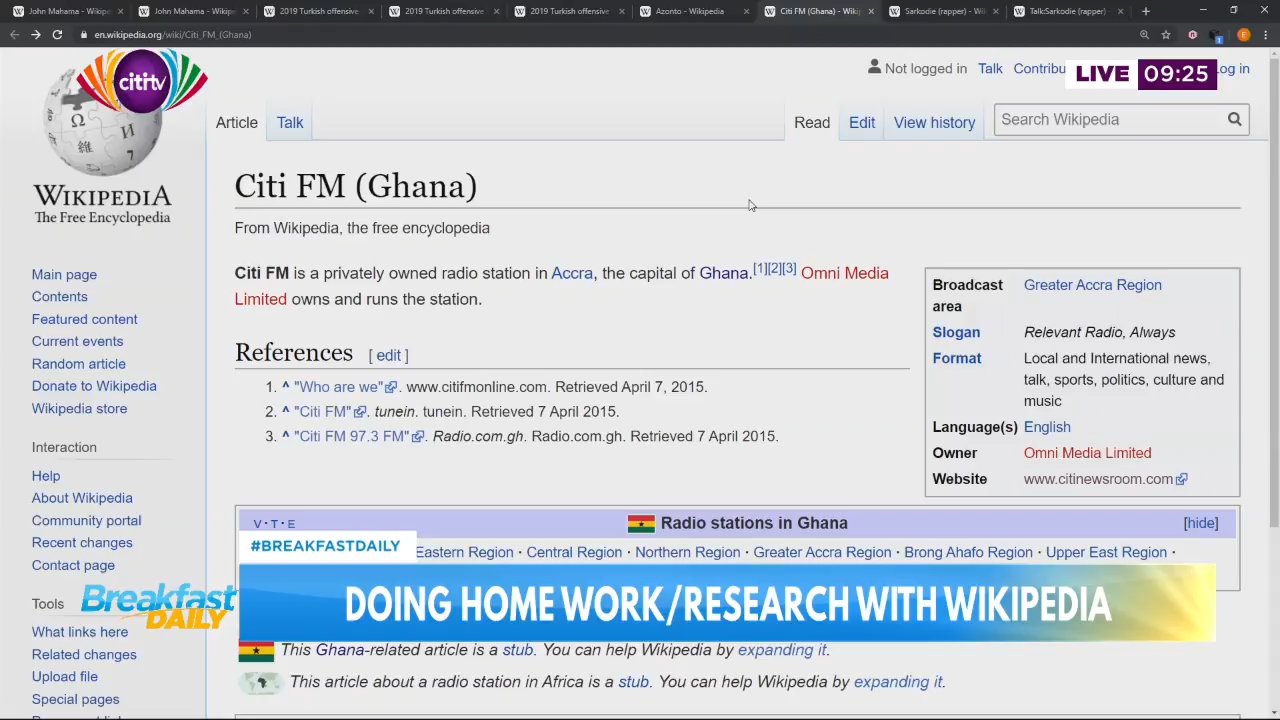 John Mahama - Wikip
John Mahama - Wikip
2019 Turkish offensive
2019 Turkish offensive
2019 Turkish offensive
Azonto - Wikipedia
Citi FM (Ghana) - Wik
Sarkodie (rapper) - W
Talk:Sarkodie (rapper)
en.wikipedia.org/wiki/Citi_FM_(Ghana)
E
cititv
Not logged in Talk Contribu
LIVE 09:25
og in
Article Talk Read Edit View history Search Wikipedia
WIKIPEDIA
The Free Encyclopedia
Citi FM (Ghana)
From Wikipedia, the free encyclopedia
Citi FM is a privately owned radio station in Accra, the capital of Ghana.[1][2][3] Omni Media
Limited owns and runs the station.
References [ edit ]
1. ^ "Who are we". www.citifmonline.com. Retrieved April 7, 2015.
2. ^ "Citi FM". tunein. tunein. Retrieved 7 April 2015.
3. ^ "Citi FM 97.3 FM". Radio.com.gh. Radio.com.gh. Retrieved 7 April 2015.
Broadcast area Greater Accra Region
Slogan Relevant Radio, Always
Format Local and International news,
talk, sports, politics, culture and
music
Language(s) English
Owner Omni Media Limited
Website www.citinewsroom.com
Main page
Contents
Featured content
Current events
Random article
Donate to Wikipedia
Wikipedia store
Interaction
Help
About Wikipedia
Community portal
Recent changes
Contact page
Tools
What links here
Related changes
Upload file
Special pages
V · T · E Radio stations in Ghana [hide]
Eastern Region · Central Region · Northern Region · Greater Accra Region · Brong Ahafo Region · Upper East Region ·
#BREAKFASTDAILY
Breakfast
DAILY
DOING HOME WORK/RESEARCH WITH WIKIPEDIA
This Ghana-related article is a stub. You can help Wikipedia by expanding it.
This article about a radio station in Africa is a stub. You can help Wikipedia by expanding it.